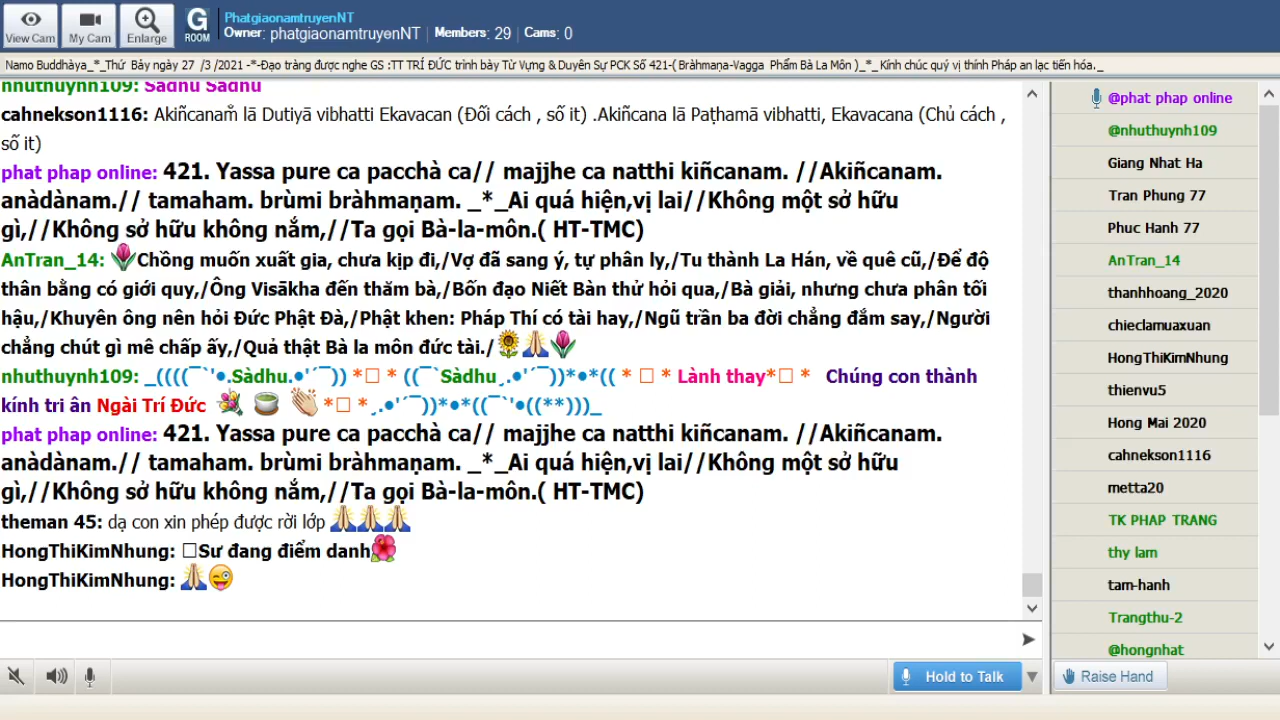 PhatgiaonamtruyenNT
Owner: phatgiaonamtruyenNT Members: 29 Cams: 0
View Cam My Cam Enlarge G ROOM
Namo Buddhàya_*_Thứ Bảy ngày 27 /3 /2021 -*-Đạo tràng được nghe GS :TT TRÍ ĐỨC trình bày Từ Vựng & Duyên Sự PCK Số 421-( Bràhmaṇa-Vagga Phẩm Bà La Môn )_*_ Kính chúc quý vị thính Pháp an lạc tiến hóa._
nhuthuynh109: Sadhu Sadhu
cahnekson1116: Akiñcanaṁ lā Dutiyā vibhatti Ekavacan (Đối cách , số ít) .Akiñcana lā Paṭhamā vibhatti, Ekavacana (Chủ cách ,
số ít)
phat phap online: 421. Yassa pure ca pacchà ca// majjhe ca natthi kiñcanam. //Akiñcanam.
anàdànam.// tamaham. brùmi bràhmaṇam. _*_Ai quá hiện,vị lai//Không một sở hữu
gì,//Không sở hữu không nắm,//Ta gọi Bà-la-môn.( HT-TMC)
AnTran_14: Chồng muốn xuất gia, chưa kịp đi,/Vợ đã sang ý, tự phân ly,/Tu thành La Hán, về quê cũ,/Để độ
thân bằng có giới quy,/Ông Visākha đến thăm bà,/Bốn đạo Niết Bàn thử hỏi qua,/Bà giải, nhưng chưa phân tối
hậu,/Khuyên ông nên hỏi Đức Phật Đà,/Phật khen: Pháp Thí có tài hay,/Ngũ trần ba đời chẳng đắm say,/Người
chẳng chút gì mê chấp ấy,/Quả thật Bà la môn đức tài./
nhuthuynh109: _((((¯`'•.Sàdhu.•'´¯)) *□ * ((¯`Sàdhu¸.•'´¯))*•*(( * □ * Lành thay*□ * Chúng con thành
kính tri ân Ngài Trí Đức *□ *¸.•'´¯))*•*((¯`'•((**)))_
phat phap online: 421. Yassa pure ca pacchà ca// majjhe ca natthi kiñcanam. //Akiñcanam.
anàdànam.// tamaham. brùmi bràhmaṇam. _*_Ai quá hiện,vị lai//Không một sở hữu
gì,//Không sở hữu không nắm,//Ta gọi Bà-la-môn.( HT-TMC)
theman 45: dạ con xin phép được rời lớp
HongThiKimNhung: □Sư đang điểm danh
HongThiKimNhung:
Hold to Talk
@phat phap online
@nhuthuynh109
Giang Nhat Ha
Tran Phung 77
Phuc Hanh 77
AnTran_14
thanhhoang_2020
chieclamuaxuan
HongThiKimNhung
thienvu5
Hong Mai 2020
cahnekson1116
metta20
TK PHAP TRANG
thy lam
tam-hanh
Trangthu-2
@hongnhat
Raise Hand